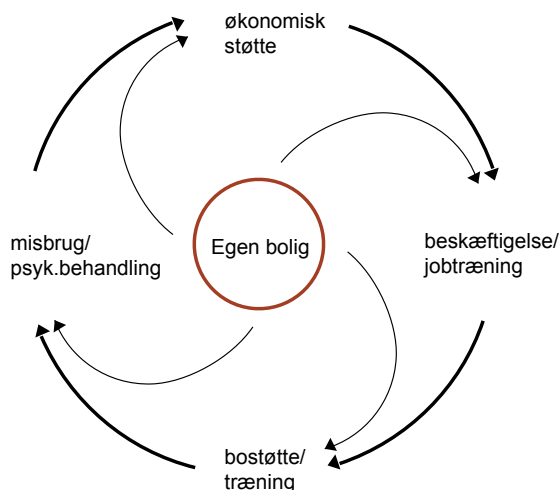 økonomisk
støtte
misbrug/
psyk.behandling
Egen bolig
beskæftigelse/
jobtræning
bostøtte/
træning